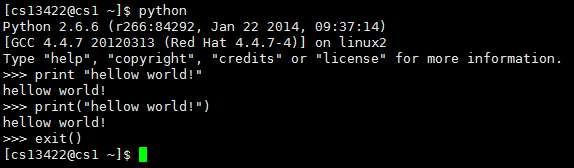 [cs13422@cs1 ~]$ python
Python 2.6.6 (r266:84292, Jan 22 2014, 09:37:14)
[GCC 4.4.7 20120313 (Red Hat 4.4.7-4)] on linux2
Type "help", "copyright", "credits" or "license" for more information.
>>> print "hellow world!"
hellow world!
>>> print("hellow world!")
hellow world!
>>> exit()
[cs13422@cs1 ~]$